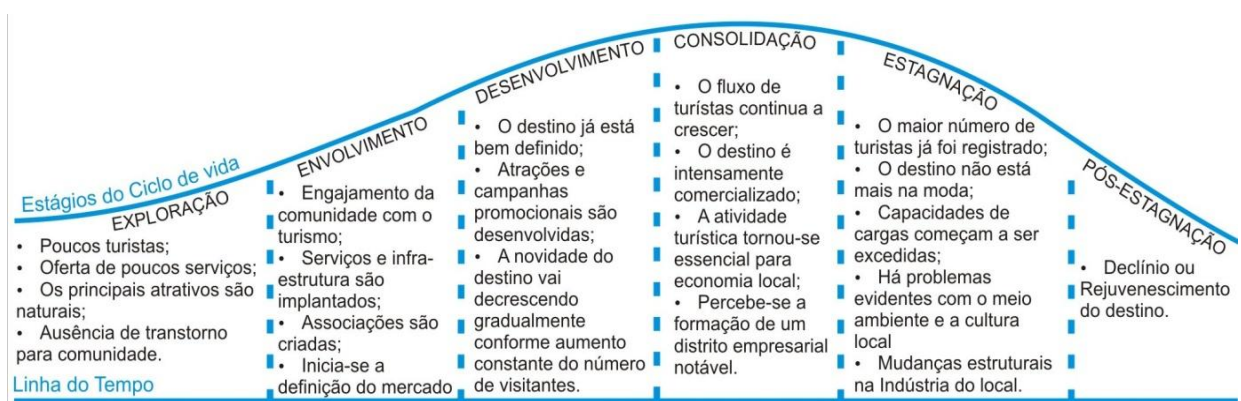 Estágios do Ciclo de vida
EXPLORAÇÃO
• Poucos turistas;
• Oferta de poucos serviços;
• Os principais atrativos são
naturais;
• Ausência de transtorno
para comunidade.
ENVOLVIMENTO
• Engajamento da
comunidade com o
turismo;
• Serviços e infra-
estrutura são
implantados;
• Associações são
criadas;
• Inicia-se a
definição do mercado
DESENVOLVIMENTO
• O destino já está
bem definido;
• Atrações e
campanhas
promocionais são
desenvolvidas;
• A novidade do
destino vai
decrescendo
gradualmente
conforme aumento
constante do número
de visitantes.
CONSOLIDAÇÃO
• O fluxo de
turístas continua a
crescer;
• O destino é
intensamente
comercializado;
• A atividade
turística tornou-se
essencial para
economia local;
• Percebe-se a
formação de um
distrito empresarial
notável.
ESTAGNAÇÃO
• O maior número de
turistas já foi registrado;
• O destino não está
mais na moda;
• Capacidades de
cargas começam a ser
excedidas;
• Há problemas
evidentes com o meio
ambiente e a cultura
local
• Mudanças estruturais
na Indústria do local.
PÓS-ESTAGNAÇÃO
• Declínio ou
Rejuvenescimento
do destino.
Linha do Tempo